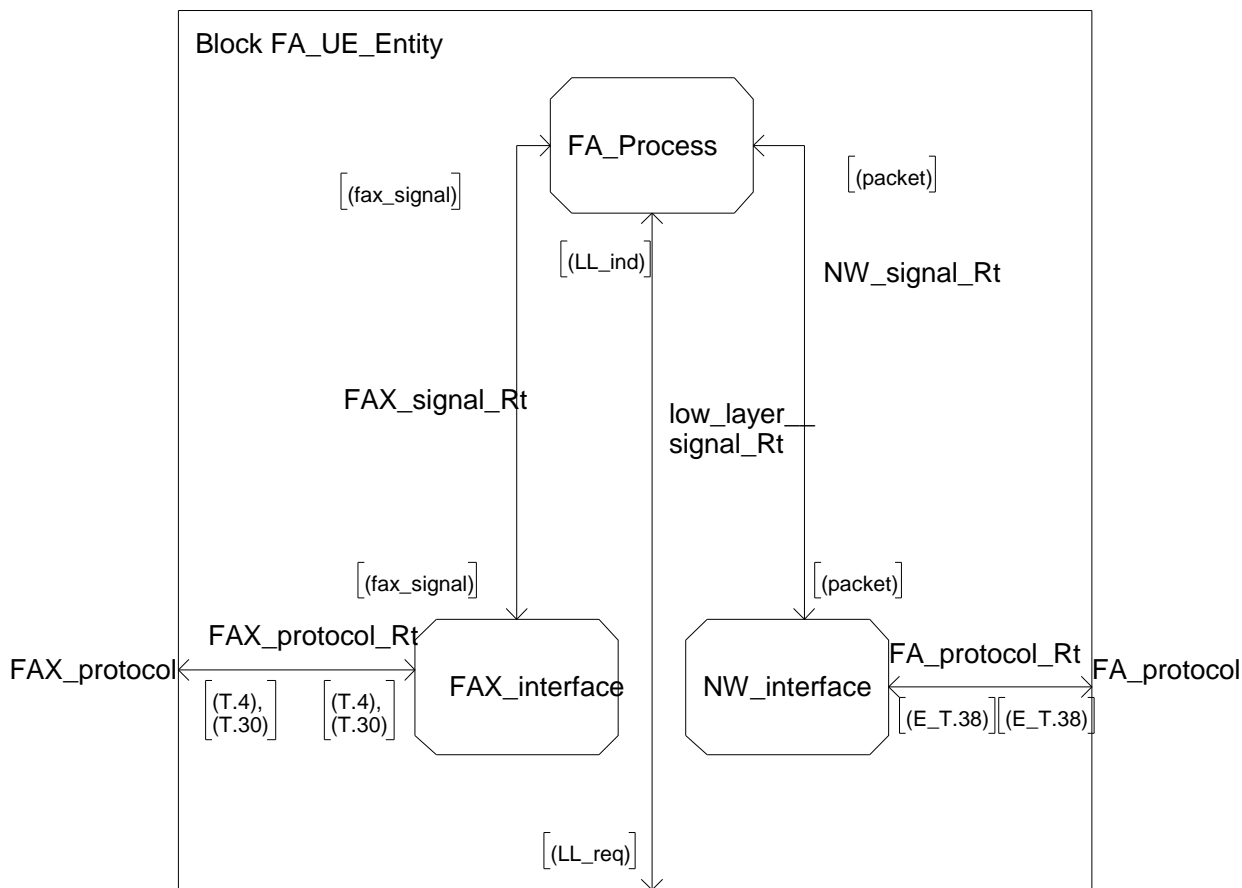 Block FA_UE_Entity
FA_Process
[(fax_signal)]
[(packet)]
[(LL_ind)]
NW_signal_Rt
FAX_signal_Rt
low_layer_
signal_Rt
[(fax_signal)]
[(packet)]
FAX_protocol_Rt
FA_protocol_Rt
FAX_protocol
FA_protocol
FAX_interface
NW_interface
[(T.4), [(T.4),
(T.30)] (T.30)]
[(E_T.38)] [(E_T.38)]
[(LL_req)]